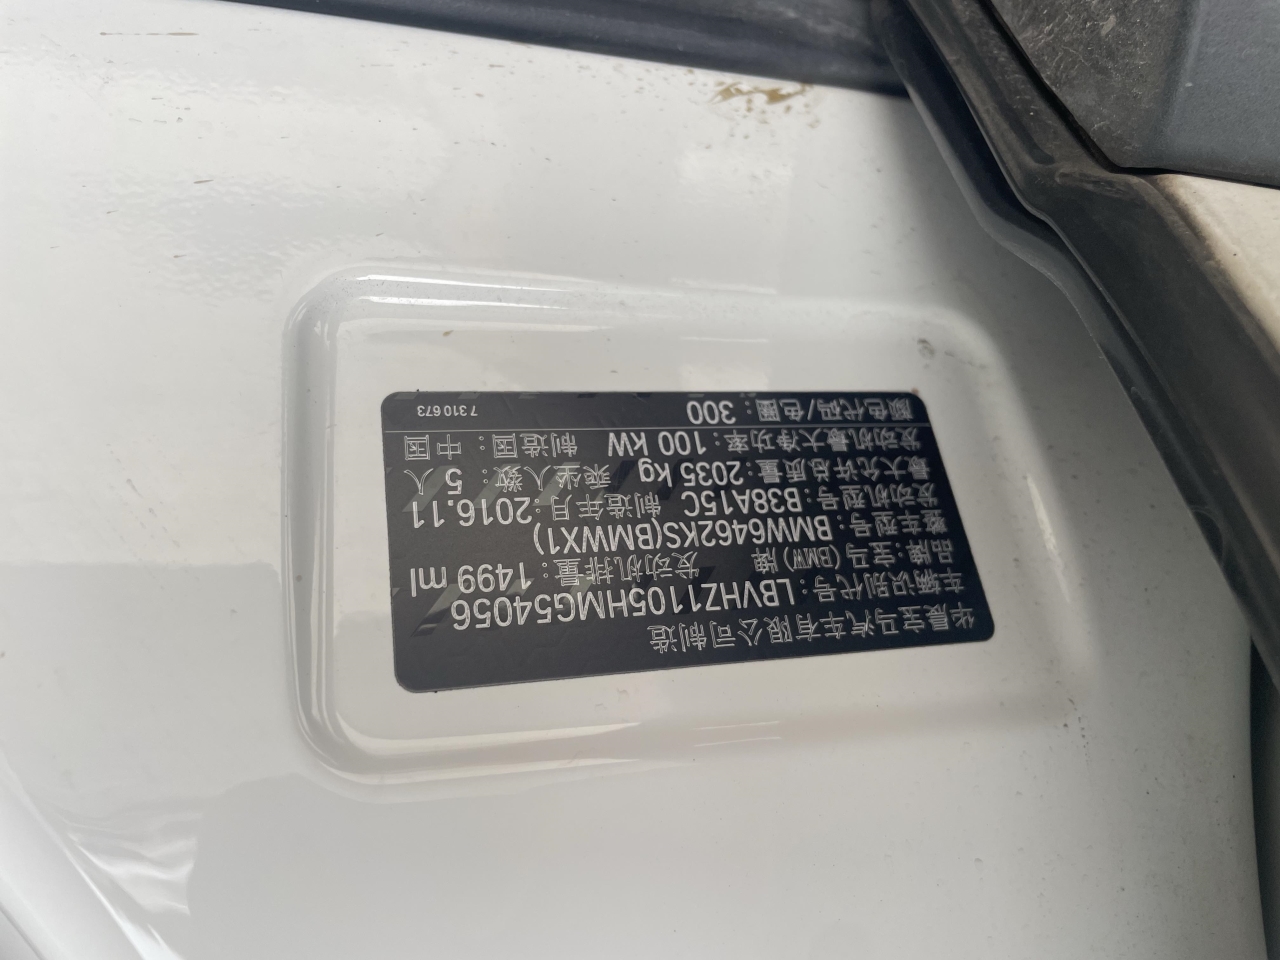 华晨宝马汽车有限公司制造
车辆识别代号：LBVHZ1105HMG54056
品牌：宝马(BMW)牌 发动机排量：1499 ml
整车型号：BMW6462KS(BMWX1)
发动机型号：B38A15C 制造年月：2016.11
最大允许总质量：2035 kg 乘坐人数：5 人
发动机最大净功率：100 kW 制造国：中国
颜色代码/色圈：300 7 310 673